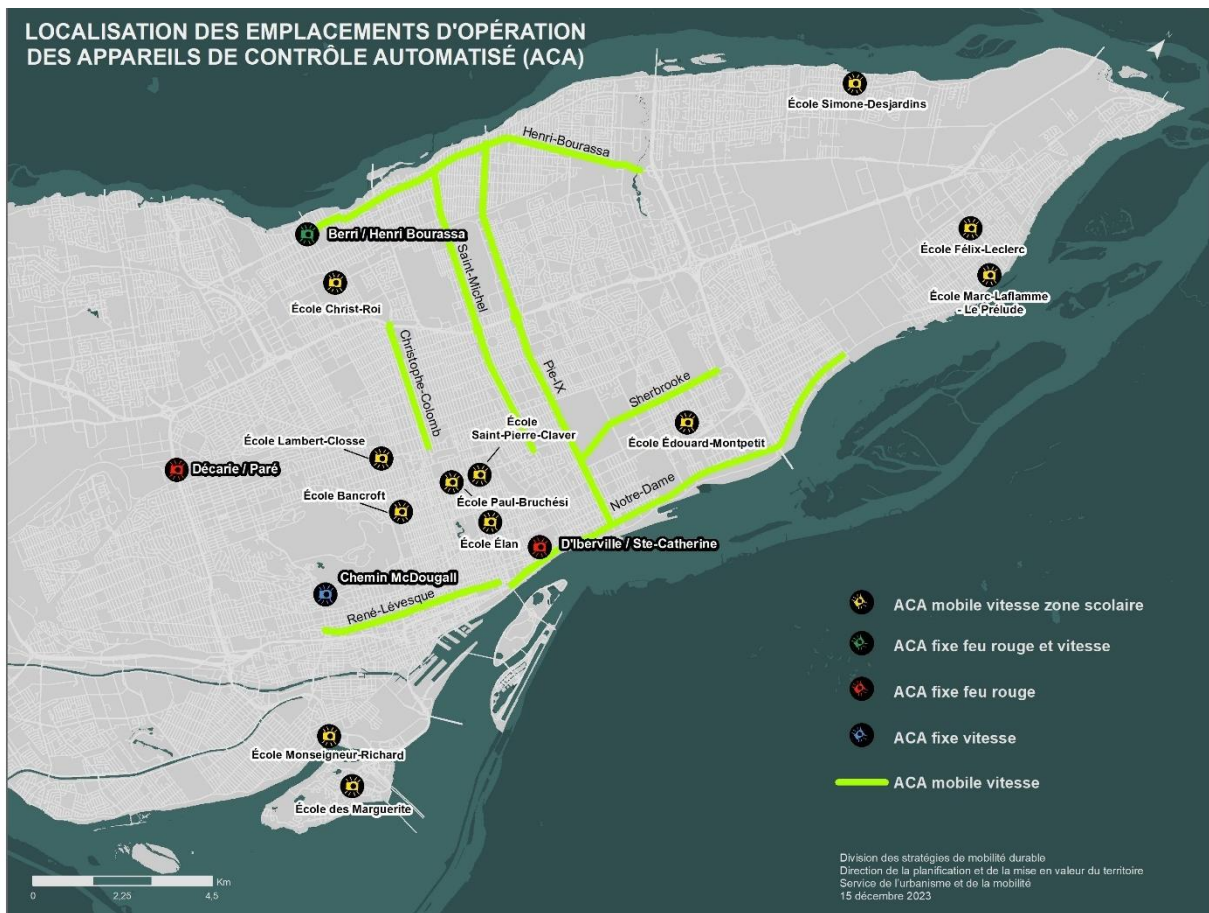 LOCALISATION DES EMPLACEMENTS D'OPÉRATION
DES APPAREILS DE CONTRÔLE AUTOMATISÉ (ACA)
École Simone-Desjardins
Henri-Bourassa
Berri / Henri Bourassa
École Félix-Leclerc
Saint-Michel
École Marc-Laflamme
- Le Prélude
École Christ-Roi
Christophe-Colomb
Pie-IX
Sherbrooke
École
Saint-Pierre-Claver
École Édouard-Montpetit
École Lambert-Closse
Décarie / Paré
École Bancroft
École Paul-Bruchési
Notre-Dame
École Élan
D'Iberville / Ste-Catherine
Chemin McDougall
René-Lévesque
ACA mobile vitesse zone scolaire
ACA fixe feu rouge et vitesse
ACA fixe feu rouge
ACA fixe vitesse
ACA mobile vitesse
École Monseigneur-Richard
École des Marguerite
Km
0 2,25 4,5
Division des stratégies de mobilité durable
Direction de la planification et de la mise en valeur du territoire
Service de l'urbanisme et de la mobilité
15 décembre 2023